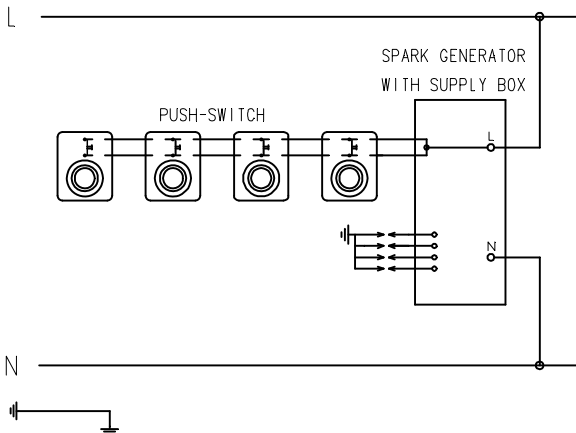 L
SPARK GENERATOR
WITH SUPPLY BOX
PUSH-SWITCH
L
N
N